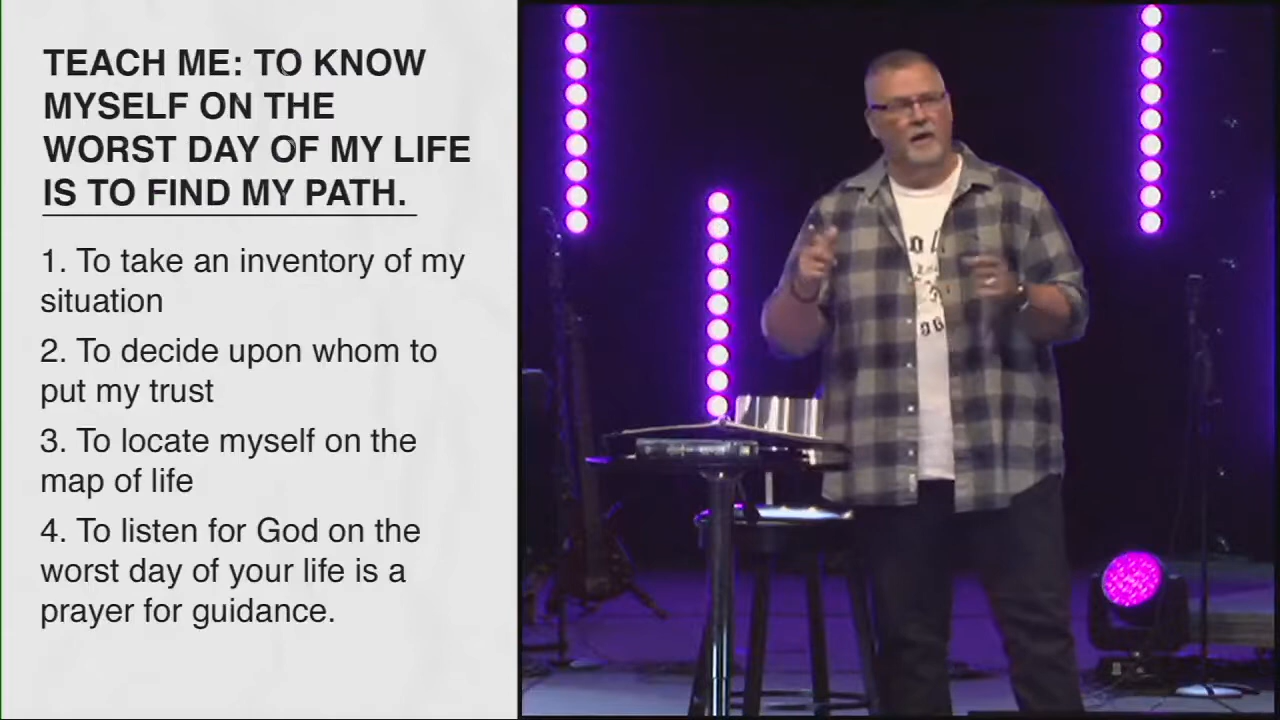 TEACH ME: TO KNOW
MYSELF ON THE
WORST DAY OF MY LIFE
IS TO FIND MY PATH.
1. To take an inventory of my
situation
2. To decide upon whom to
put my trust
3. To locate myself on the
map of life
4. To listen for God on the
worst day of your life is a
prayer for guidance.